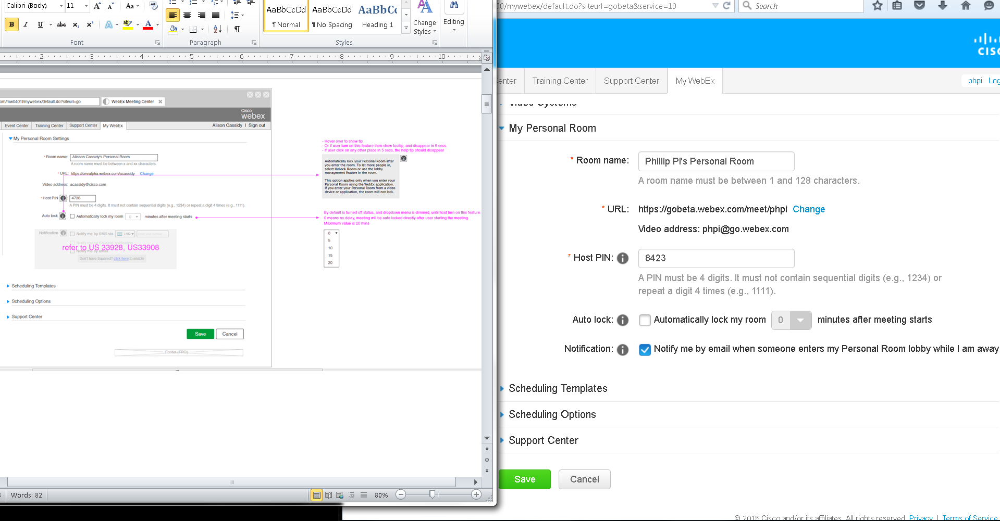 Calibri (Body) 11 A A Aa
B I U abc x₂ x² A ab A
Font
Paragraph
AaBbCcDd AaBbCcDd AaBbCc
¶ Normal ¶ No Spacing Heading 1
Change
Styles
Styles
Editing
1 2 3 4 5 6 7 8 9 10
om/mw0401l/mywebex/default.do?siteurl=go WebEx Meeting Center
Cisco
webex
Event Center Training Center Support Center My WebEx Alison Cassidy | Sign out
My Personal Room Settings
* Room name: Alisson Cassidy's Personal Room
A room name must be between x and xx characters.
* URL: https://cmralpha.webex.com/acassidy Change
Video address: acassidy@cisco.com
* Host PIN 4738
A PIN must be 4 digits. It must not contain sequential digits (e.g., 1234) or repeat a digit 4 times (e.g., 1111).
Auto lock Automatically lock my room 0 minutes after meeting starts
Notification Notify me by SMS via +100
Notify me by email
refer to US 33928, US33908
Don't have Squared? click here to enable
Scheduling Templates
Scheduling Options
Support Center
Save Cancel
Footer (FPO)
- Hover over to show tip
- Or if user turn on this feature then show tooltip, and disappear in 5 secs.
- If user click on any other place in 5 secs, the help tip should disappear
Automatically lock your Personal Room after
you enter the room. To let more people in,
select Unlock Room or use the lobby
management feature in the room.
This option applies only when you enter your
Personal Room using the WebEx application.
If you enter your Personal Room from a video
device or application, the room will not lock.
By default is turned off status, and dropdown menu is dimmed, until host turn on this feature.
0 means no delay, meeting will be auto locked directly after user starting the meeting.
Maximum value is 20 mins
0
5
10
15
20
Words: 82 80%
00/mywebex/default.do?siteurl=gobeta&service=10 Search
CISC
enter Training Center Support Center My WebEx phpi Log
Video Systems
My Personal Room
* Room name: Phillip Pi's Personal Room
A room name must be between 1 and 128 characters.
* URL: https://gobeta.webex.com/meet/phpi Change
Video address: phpi@go.webex.com
* Host PIN: 8423
A PIN must be 4 digits. It must not contain sequential digits (e.g., 1234) or
repeat a digit 4 times (e.g., 1111).
Auto lock: Automatically lock my room 0 minutes after meeting starts
Notification: Notify me by email when someone enters my Personal Room lobby while I am away
Scheduling Templates
Scheduling Options
Support Center
Save Cancel
© 2015 Cisco and/or its affiliates. All rights reserved. Privacy | Terms of Service